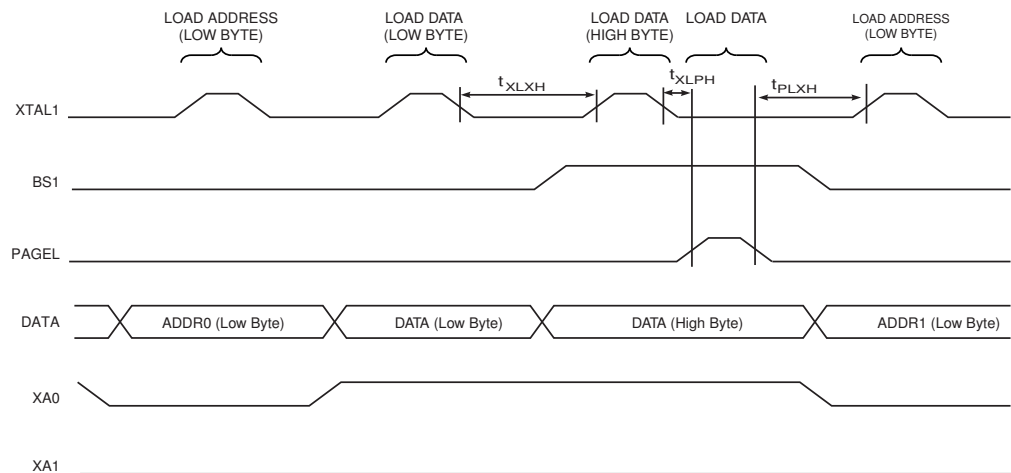 LOAD ADDRESS
(LOW BYTE)
LOAD DATA
(LOW BYTE)
LOAD DATA
(HIGH BYTE)
LOAD DATA
LOAD ADDRESS
(LOW BYTE)
tXLXH
tXLPH
tPLXH
XTAL1
BS1
PAGEL
DATA
ADDR0 (Low Byte)
DATA (Low Byte)
DATA (High Byte)
ADDR1 (Low Byte)
XA0
XA1